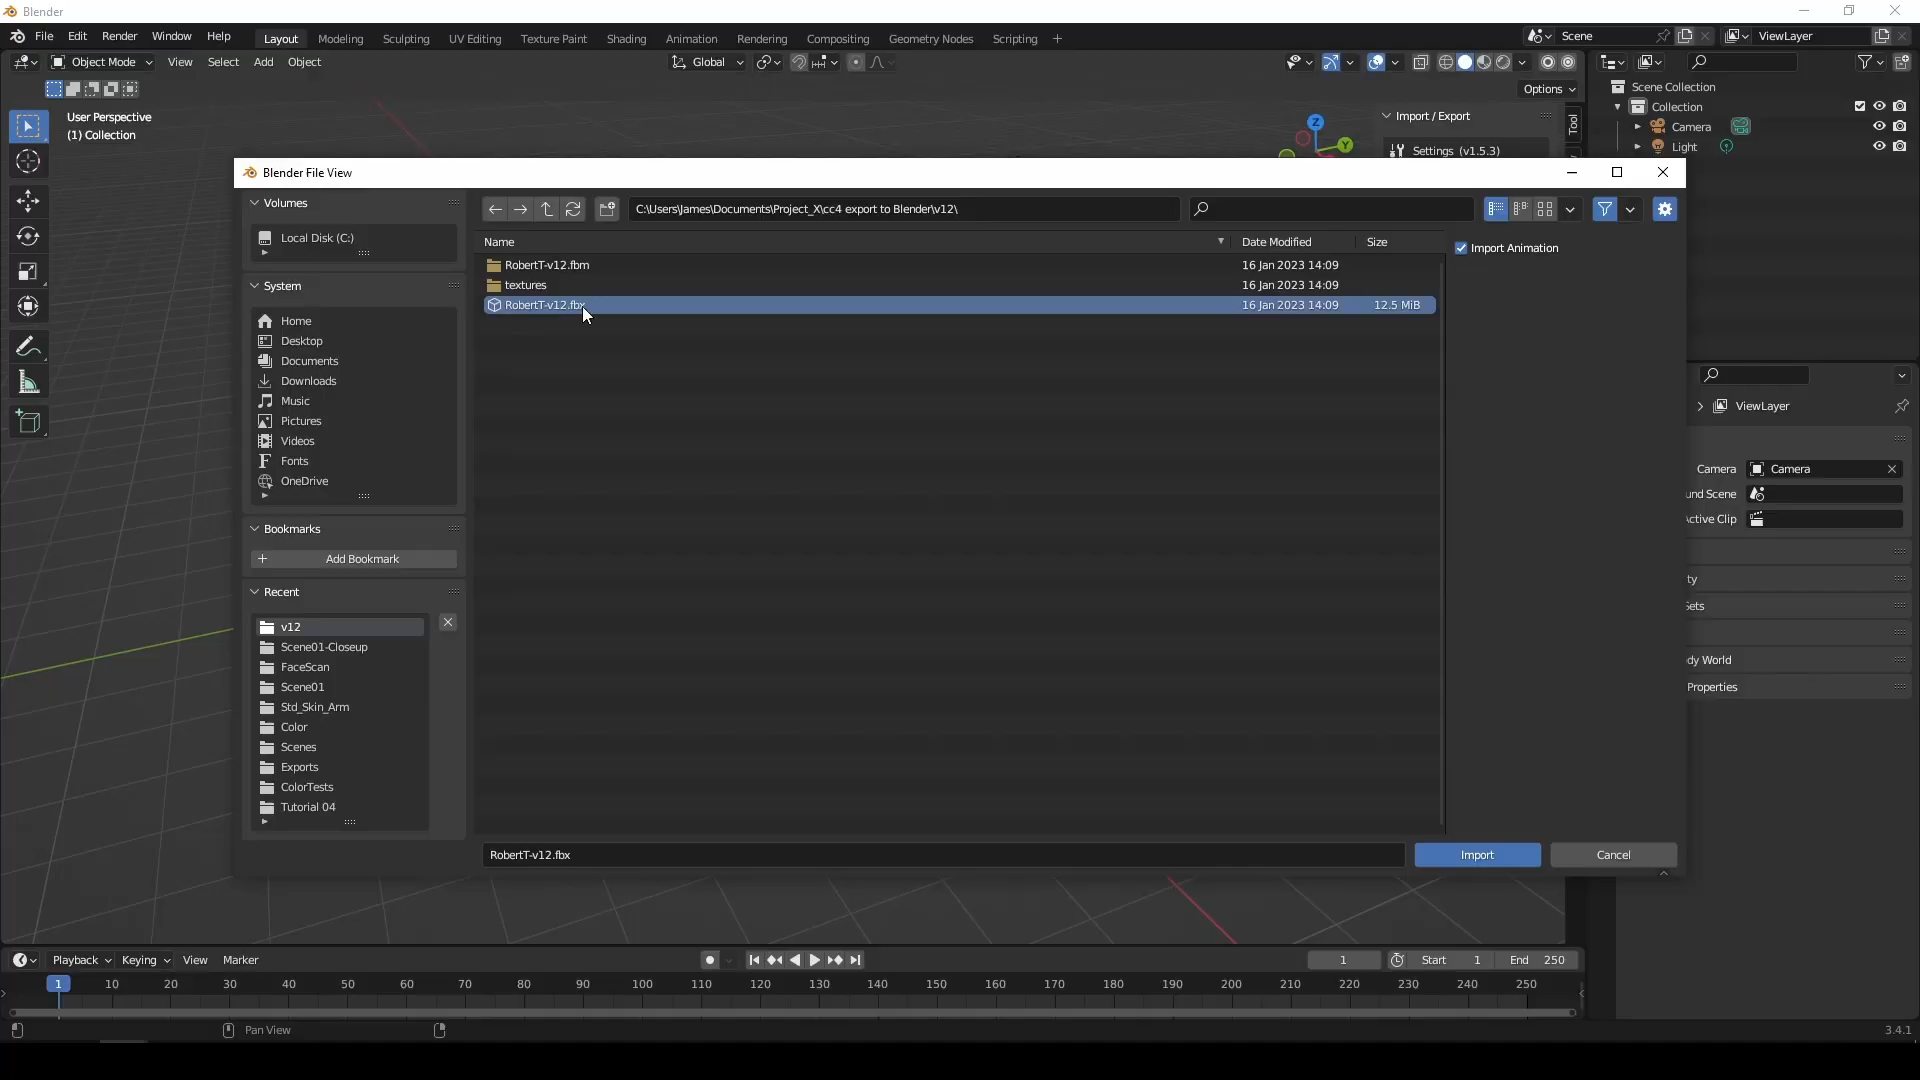 Blender
File Edit Render Window Help Layout Modeling Sculpting UV Editing Texture Paint Shading Animation Rendering Compositing Geometry Nodes Scripting + Scene ViewLayer
Object Mode View Select Add Object Global
Options
User Perspective
(1) Collection
Z
Y
Import / Export
Settings (v1.5.3)
Tool
Scene Collection
Collection
Camera
Light
Blender File View
Volumes
Local Disk (C:)
System
Home
Desktop
Documents
Downloads
Music
Pictures
Videos
Fonts
OneDrive
Bookmarks
Add Bookmark
Recent
v12
Scene01-Closeup
FaceScan
Scene01
Std_Skin_Arm
Color
Scenes
Exports
ColorTests
Tutorial 04
C:\Users\James\Documents\Project_X\cc4 export to Blender\v12\
Name Date Modified Size
RobertT-v12.fbm 16 Jan 2023 14:09
textures 16 Jan 2023 14:09
RobertT-v12.fbx 16 Jan 2023 14:09 12.5 MiB
Import Animation
RobertT-v12.fbx
Import Cancel
ViewLayer
Camera Camera
und Scene
Active Clip
ty
Sets
dy World
Properties
Playback Keying View Marker 1 Start 1 End 250
1 10 20 30 40 50 60 70 80 90 100 110 120 130 140 150 160 170 180 190 200 210 220 230 240 250
Pan View
3.4.1